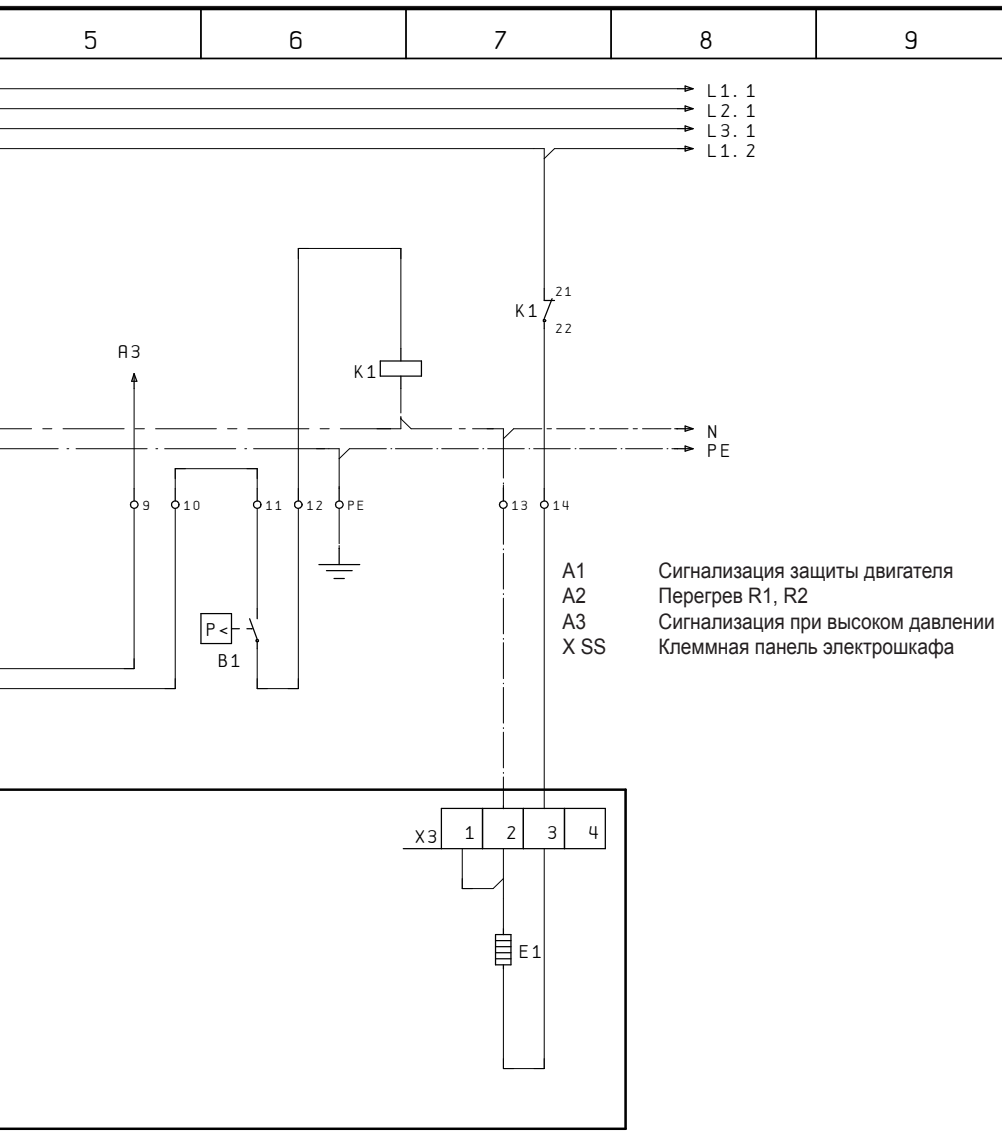 5 6 7 8 9
L1.1
L2.1
L3.1
L1.2
21
K1
22
A3
K1
N
PE
9 10 11 12 PE 13 14
A1 Сигнализация защиты двигателя
A2 Перегрев R1, R2
A3 Сигнализация при высоком давлении
X SS Клеммная панель электрошкафа
P<
B1
X3 1 2 3 4
E1